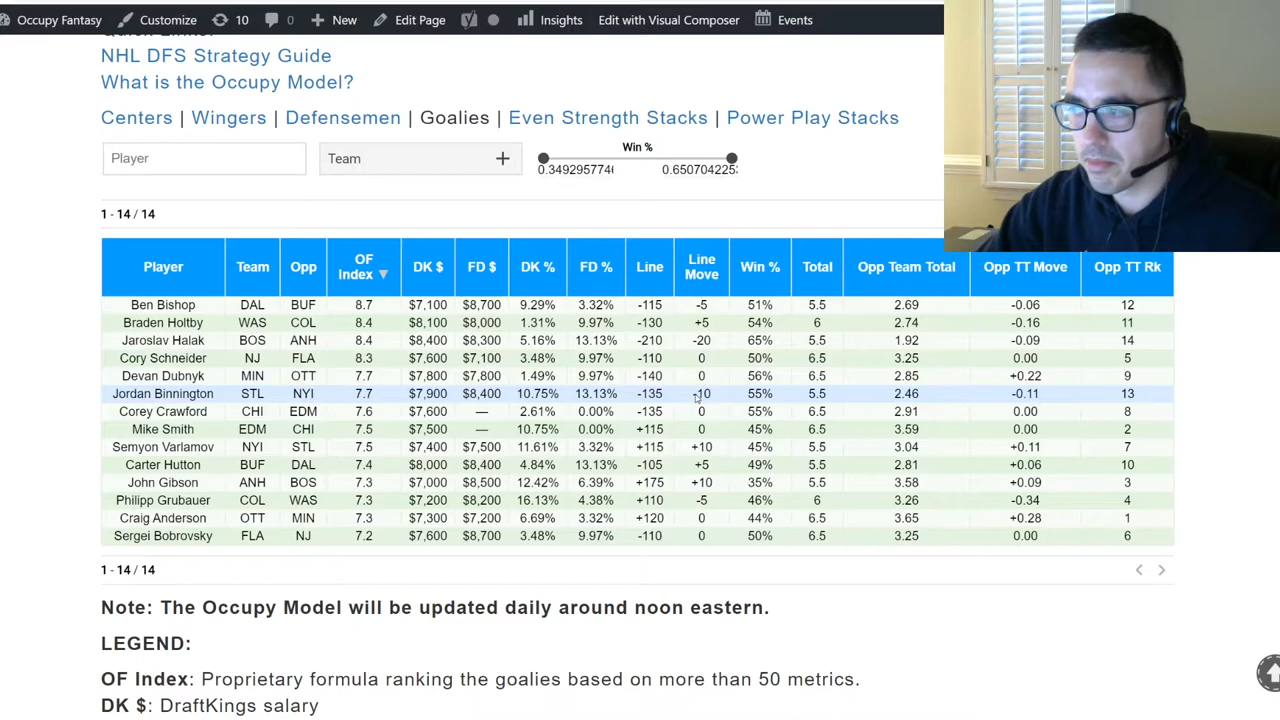 Occupy Fantasy Customize 10 0 New Edit Page Insights Edit with Visual Composer Events
NHL DFS Strategy Guide
What is the Occupy Model?
Centers | Wingers | Defensemen | Goalies | Even Strength Stacks | Power Play Stacks
Player Team + Win %
0.349295774 0.650704225
1 - 14 / 14
Player Team Opp OF Index ▼ DK $ FD $ DK % FD % Line Line Move Win % Total Opp Team Total Opp TT Move Opp TT Rk
Ben Bishop DAL BUF 8.7 $7,100 $8,700 9.29% 3.32% -115 -5 51% 5.5 2.69 -0.06 12
Braden Holtby WAS COL 8.4 $8,100 $8,000 1.31% 9.97% -130 +5 54% 6 2.74 -0.16 11
Jaroslav Halak BOS ANH 8.4 $8,400 $8,300 5.16% 13.13% -210 -20 65% 5.5 1.92 -0.09 14
Cory Schneider NJ FLA 8.3 $7,600 $7,100 3.48% 9.97% -110 0 50% 6.5 3.25 0.00 5
Devan Dubnyk MIN OTT 7.7 $7,800 $7,800 1.49% 9.97% -140 0 56% 6.5 2.85 +0.22 9
Jordan Binnington STL NYI 7.7 $7,900 $8,400 10.75% 13.13% -135 -10 55% 5.5 2.46 -0.11 13
Corey Crawford CHI EDM 7.6 $7,600 — 2.61% 0.00% -135 0 55% 6.5 2.91 0.00 8
Mike Smith EDM CHI 7.5 $7,500 — 10.75% 0.00% +115 0 45% 6.5 3.59 0.00 2
Semyon Varlamov NYI STL 7.5 $7,400 $7,500 11.61% 3.32% +115 +10 45% 5.5 3.04 +0.11 7
Carter Hutton BUF DAL 7.4 $8,000 $8,400 4.84% 13.13% -105 +5 49% 5.5 2.81 +0.06 10
John Gibson ANH BOS 7.3 $7,000 $8,500 12.42% 6.39% +175 +10 35% 5.5 3.58 +0.09 3
Philipp Grubauer COL WAS 7.3 $7,200 $8,200 16.13% 4.38% +110 -5 46% 6 3.26 -0.34 4
Craig Anderson OTT MIN 7.3 $7,300 $7,200 6.69% 3.32% +120 0 44% 6.5 3.65 +0.28 1
Sergei Bobrovsky FLA NJ 7.2 $7,600 $8,700 3.48% 9.97% -110 0 50% 6.5 3.25 0.00 6
1 - 14 / 14
Note: The Occupy Model will be updated daily around noon eastern.
LEGEND:
OF Index: Proprietary formula ranking the goalies based on more than 50 metrics.
DK $: DraftKings salary